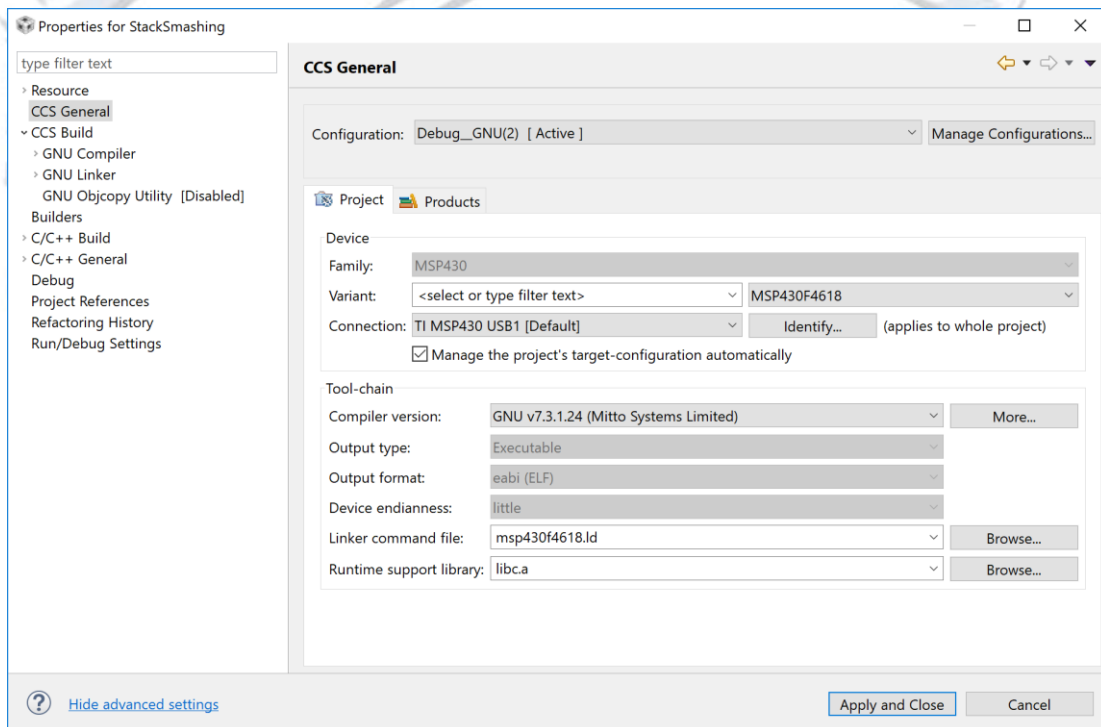 Properties for StackSmashing
type filter text
Resource
CCS General
CCS Build
GNU Compiler
GNU Linker
GNU Objcopy Utility [Disabled]
Builders
C/C++ Build
C/C++ General
Debug
Project References
Refactoring History
Run/Debug Settings
CCS General
Configuration: Debug__GNU(2) [ Active ] Manage Configurations...
Project Products
Device
Family: MSP430
Variant: <select or type filter text> MSP430F4618
Connection: TI MSP430 USB1 [Default] Identify... (applies to whole project)
Manage the project's target-configuration automatically
Tool-chain
Compiler version: GNU v7.3.1.24 (Mitto Systems Limited) More...
Output type: Executable
Output format: eabi (ELF)
Device endianness: little
Linker command file: msp430f4618.ld Browse...
Runtime support library: libc.a Browse...
? Hide advanced settings Apply and Close Cancel